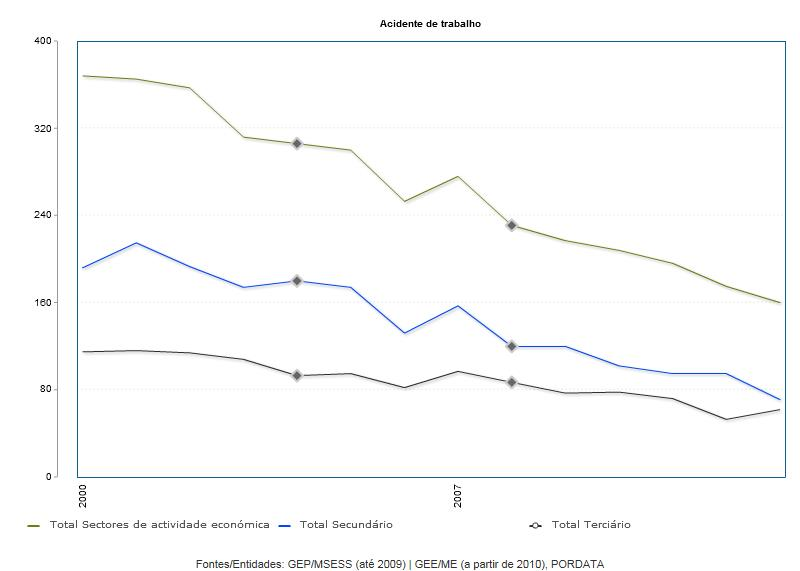 Acidente de trabalho
400
320
240
160
80
0
2000
2007
Total Sectores de actividade económica
Total Secundário
Total Terciário
Fontes/Entidades: GEP/MSESS (até 2009) | GEE/ME (a partir de 2010), PORDATA